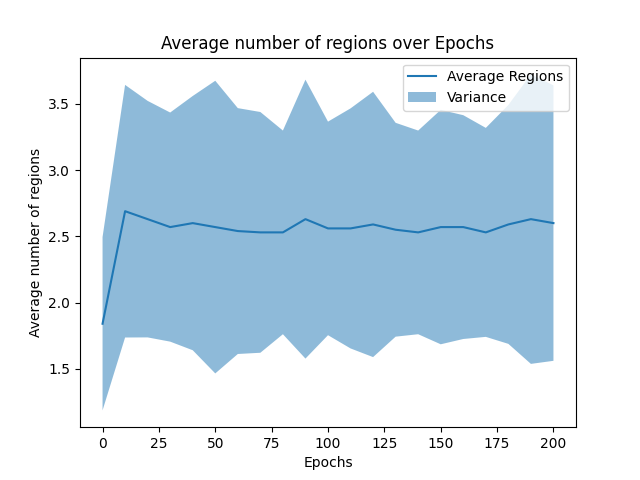 Average number of regions over Epochs
Average Regions
Variance
Average number of regions
3.5
3.0
2.5
2.0
1.5
0 25 50 75 100 125 150 175 200
Epochs